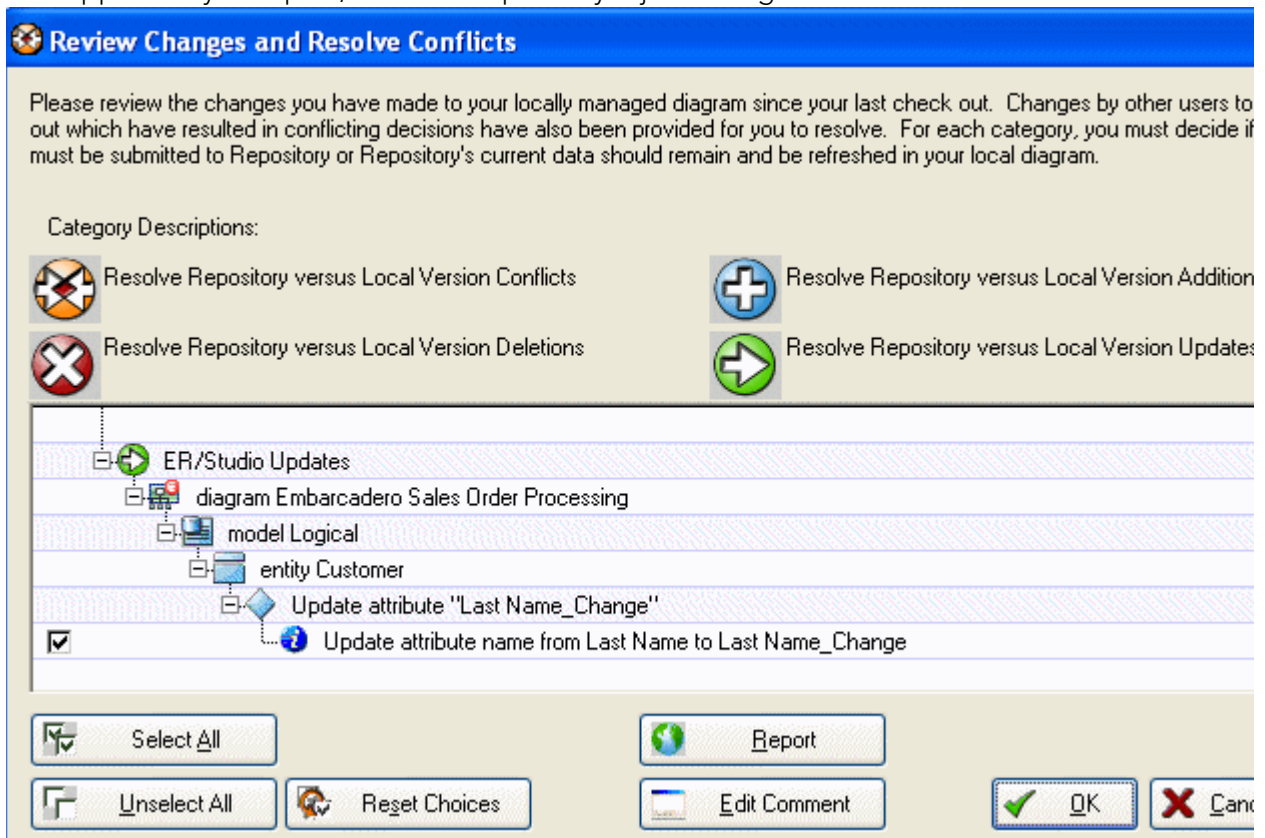 Review Changes and Resolve Conflicts
Please review the changes you have made to your locally managed diagram since your last check out. Changes by other users to
out which have resulted in conflicting decisions have also been provided for you to resolve. For each category, you must decide if
must be submitted to Repository or Repository's current data should remain and be refreshed in your local diagram.
Category Descriptions:
Resolve Repository versus Local Version Conflicts
Resolve Repository versus Local Version Addition
Resolve Repository versus Local Version Deletions
Resolve Repository versus Local Version Updates
ER/Studio Updates
diagram Embarcadero Sales Order Processing
model Logical
entity Customer
Update attribute "Last Name_Change"
Update attribute name from Last Name to Last Name_Change
Select All
Report
Unselect All
Reset Choices
Edit Comment
OK
Canc